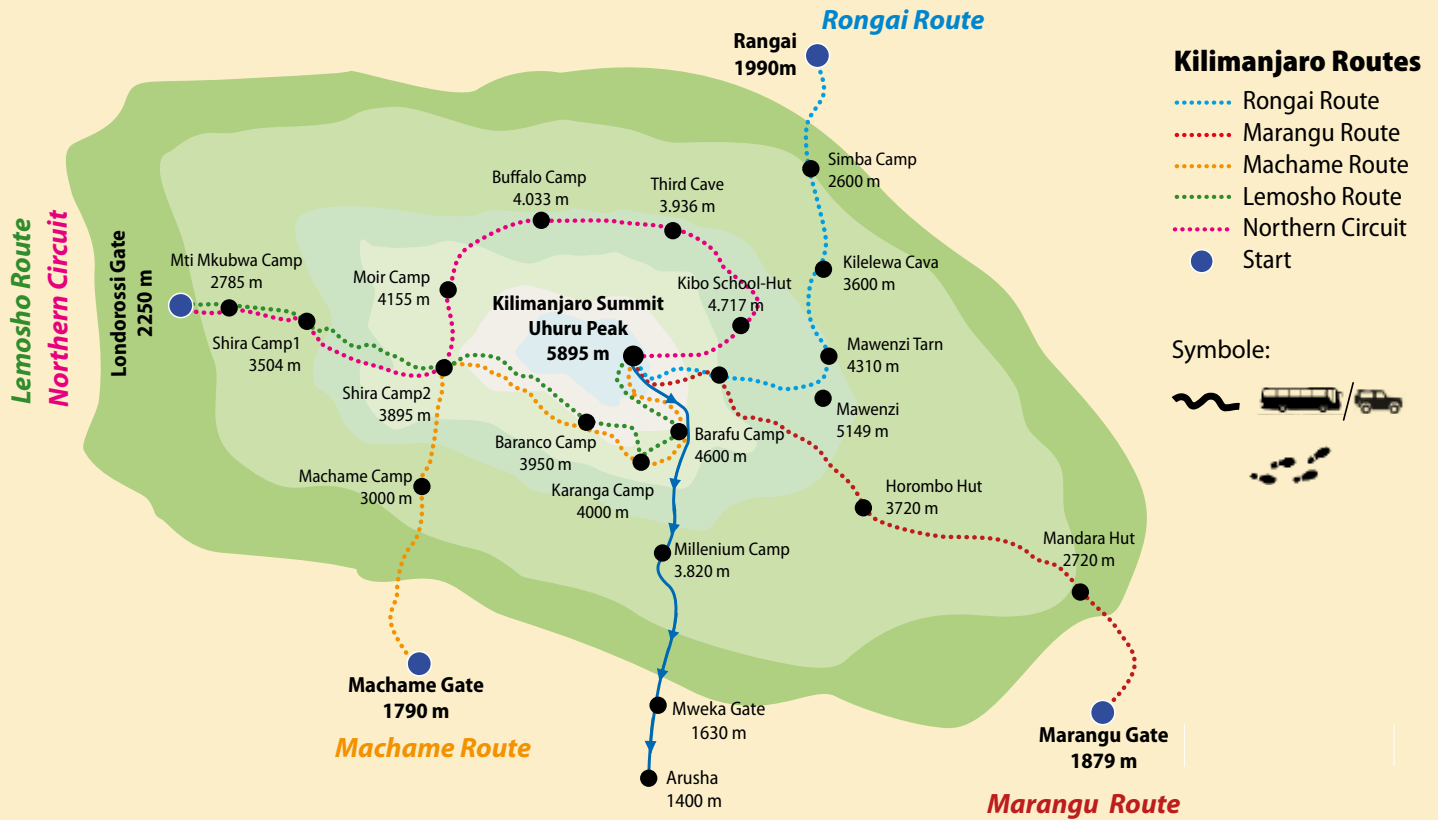 Rongai Route
Rangai
1990m
Kilimanjaro Routes
Rongai Route
Marangu Route
Machame Route
Lemosho Route
Northern Circuit
Start
Symbole:
Simba Camp
2600 m
Buffalo Camp
4.033 m
Third Cave
3.936 m
Kilelewa Cava
3600 m
Lemosho Route
Northern Circuit
Londorossi Gate
2250 m
Mti Mkubwa Camp
2785 m
Moir Camp
4155 m
Kibo School-Hut
4.717 m
Kilimanjaro Summit
Uhuru Peak
5895 m
Shira Camp1
3504 m
Mawenzi Tarn
4310 m
Shira Camp2
3895 m
Mawenzi
5149 m
Baranco Camp
3950 m
Barafu Camp
4600 m
Machame Camp
3000 m
Karanga Camp
4000 m
Horombo Hut
3720 m
Millenium Camp
3.820 m
Mandara Hut
2720 m
Machame Gate
1790 m
Machame Route
Mweka Gate
1630 m
Marangu Gate
1879 m
Arusha
1400 m
Marangu Route